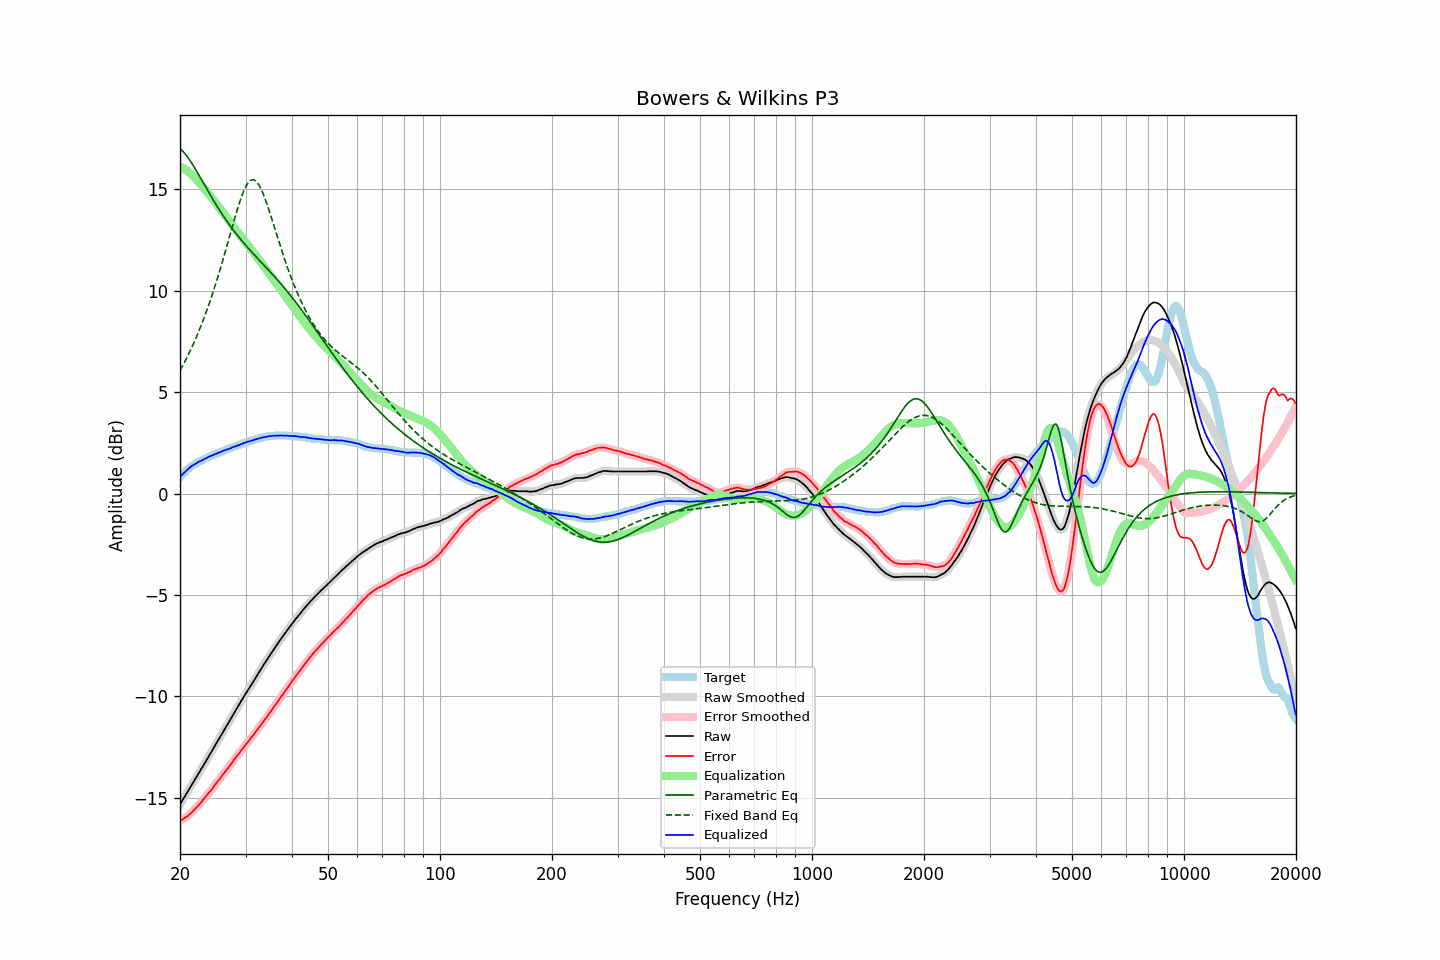 Bowers & Wilkins P3
Amplitude (dBr)
15
10
5
0
−5
−10
−15
Target
Raw Smoothed
Error Smoothed
Raw
Error
Equalization
Parametric Eq
Fixed Band Eq
Equalized
20 50 100 200 500 1000 2000 5000 10000 20000
Frequency (Hz)